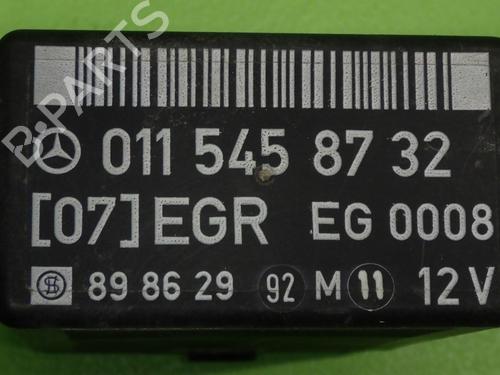 B-PARTS
011 545 87 32
[07] EGR EG 0008
89 86 29 92 M 11 12 V